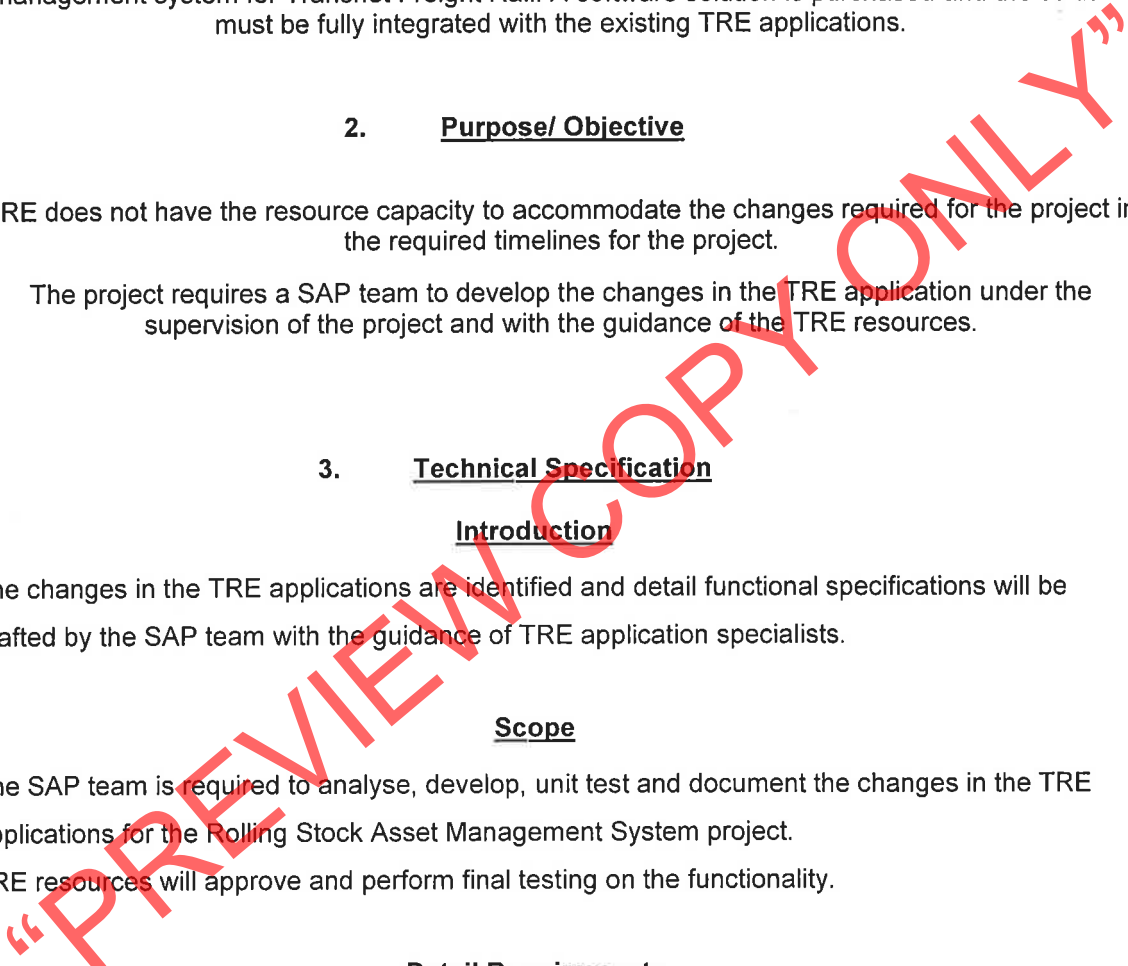 must be fully integrated with the existing TRE applications.
2. Purpose/ Objective
RE does not have the resource capacity to accommodate the changes required for the project in
the required timelines for the project.
The project requires a SAP team to develop the changes in the TRE application under the
supervision of the project and with the guidance of the TRE resources.
3. Technical Specification
Introduction
he changes in the TRE applications are identified and detail functional specifications will be
afted by the SAP team with the guidance of TRE application specialists.
Scope
he SAP team is required to analyse, develop, unit test and document the changes in the TRE
plications for the Rolling Stock Asset Management System project.
RE resources will approve and perform final testing on the functionality.
“PREVIEW COPY ONLY”